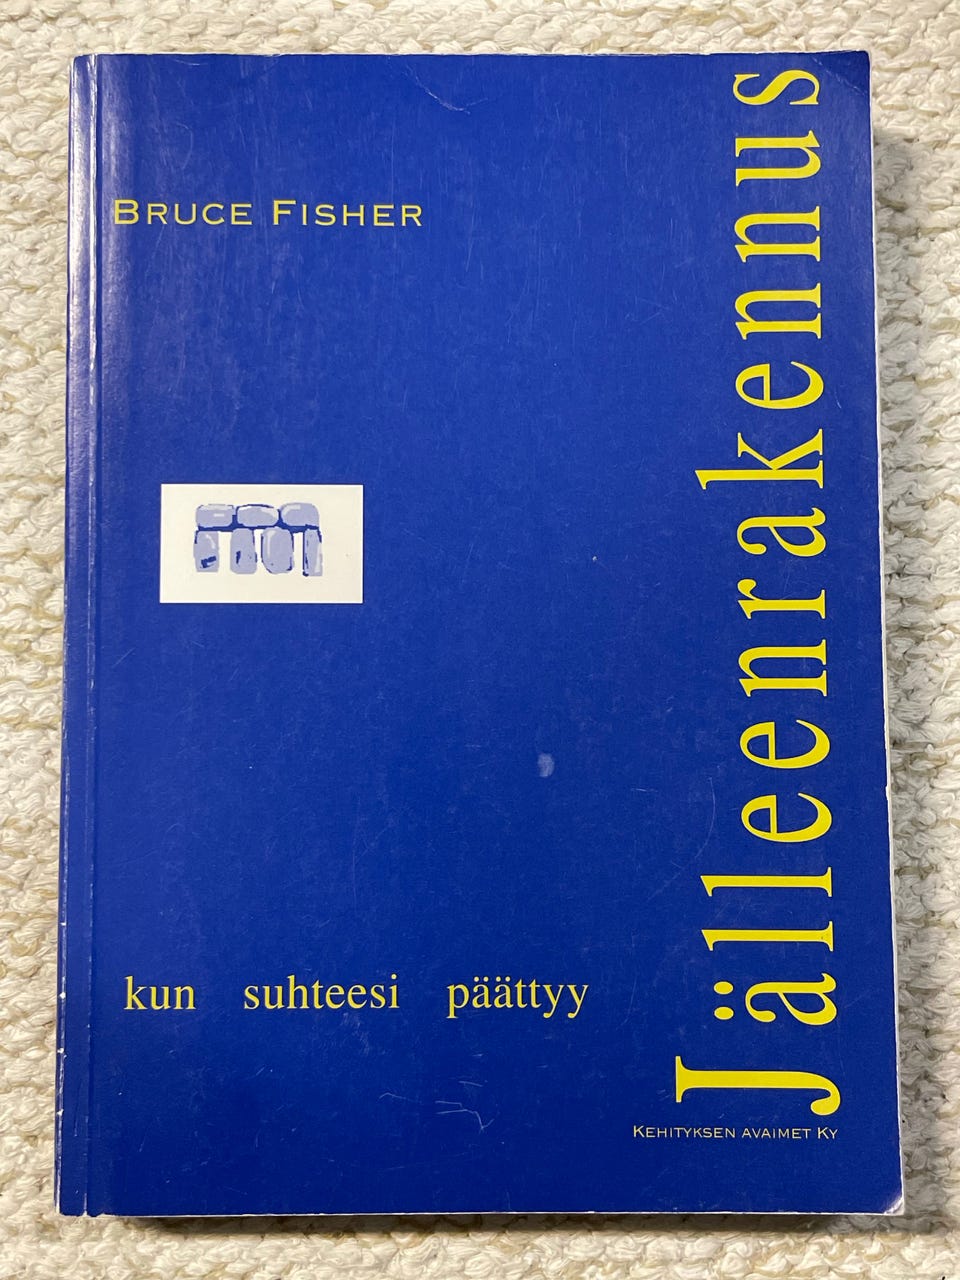 Bruce Fisher
Jälleenrakennus
kun suhteesi päättyy
Kehityksen avaimet Ky